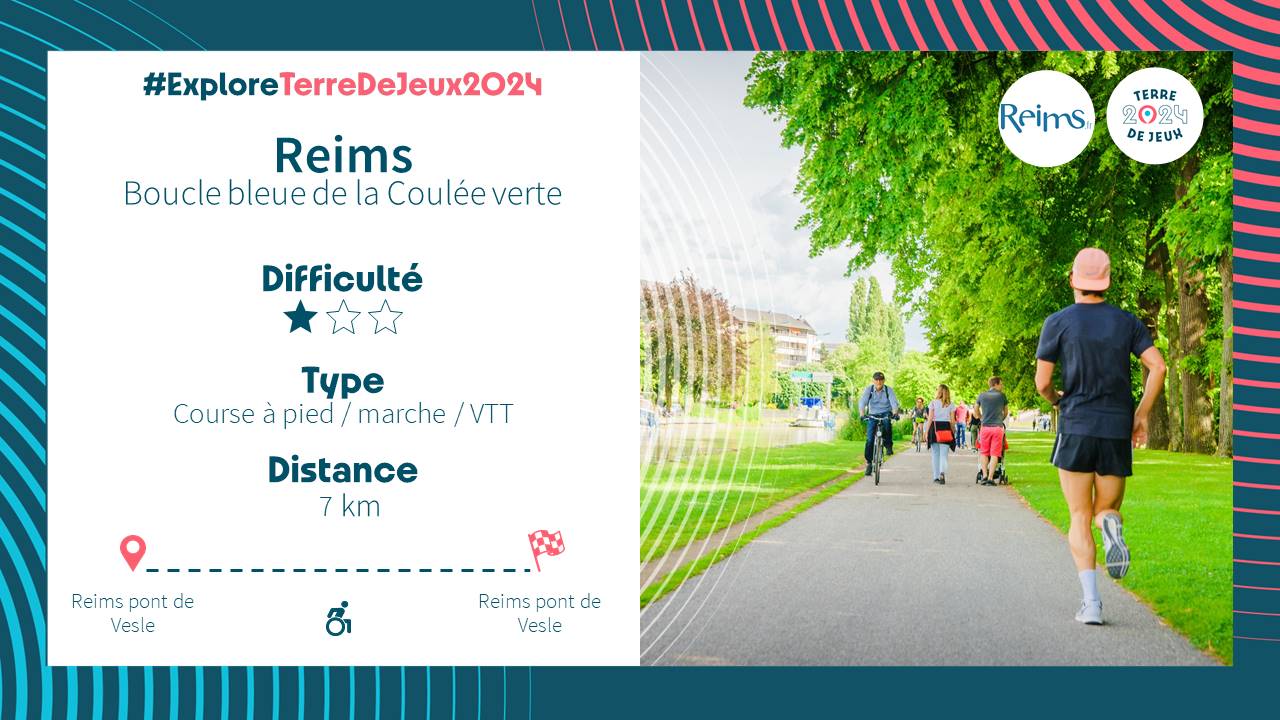 #ExploreTerreDeJeux2024
Reims
Boucle bleue de la Coulée verte
Difficulté
Type
Course à pied / marche / VTT
Distance
7 km
Reims pont de
Vesle
Reims pont de
Vesle
Reims.fr
TERRE
2024
DE JEUX